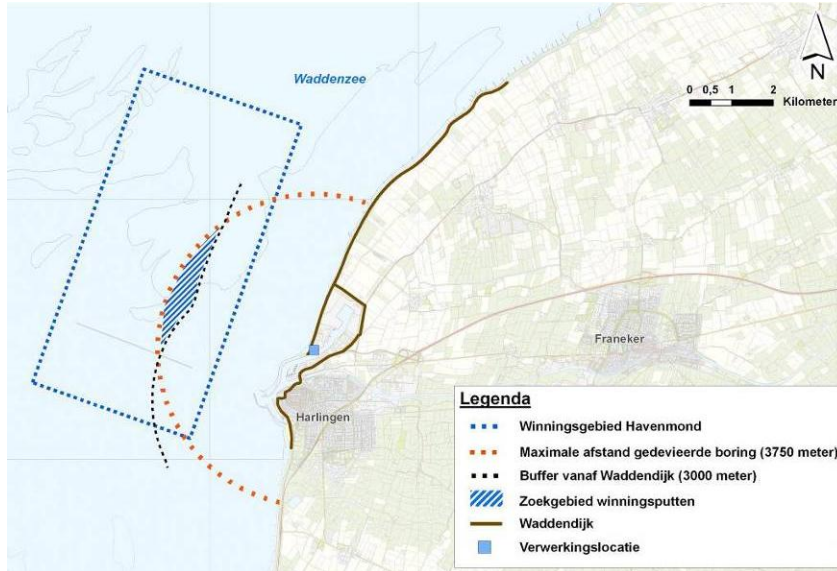 Waddenzee
N
0 0,5 1 2
Kilometer
Franeker
Harlingen
Legenda
Winningsgebied Havenmond
Maximale afstand gedevieerde boring (3750 meter)
Buffer vanaf Waddendijk (3000 meter)
Zoekgebied winningsputten
Waddendijk
Verwerkingslocatie